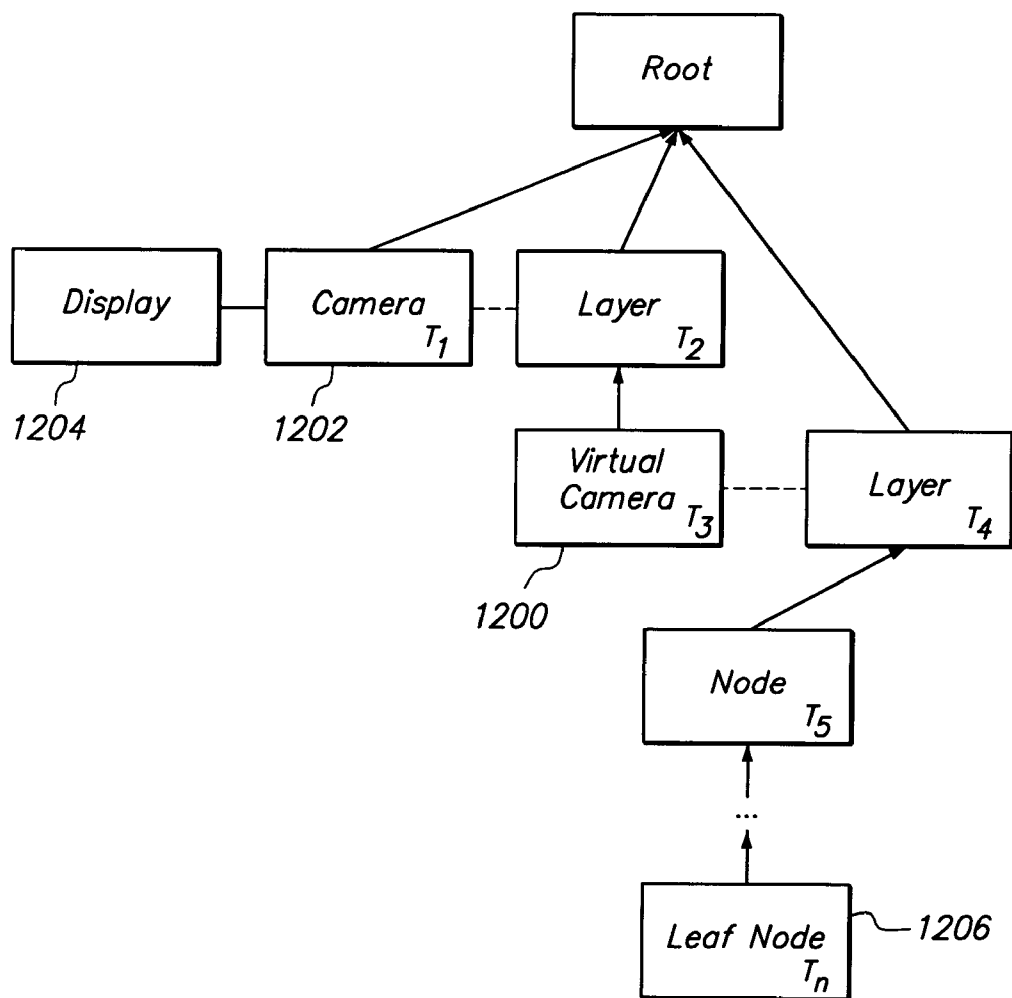 Root
Display
Camera
T1
Layer
T2
1204
1202
Virtual
Camera
T3
Layer
T4
1200
Node
T5
...
Leaf Node
Tn
1206